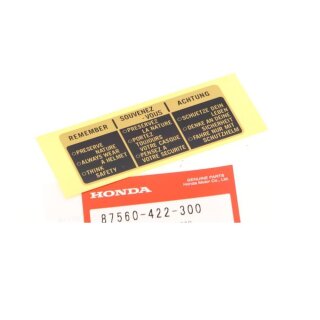 REMEMBER
○PRESERVE
NATURE
○ALWAYS WEAR
A HELMET
○THINK
SAFETY
SOUVENEZ
-VOUS
○PRESERVEZ
LA NATURE
○PORTEZ
TOUJOURS
VOTRE CASQUE
○PENSEZ A
VOTRE SECURITE
ACHTUNG
○SCHUETZE DEIN
LEBEN
○DENKE AN DEINE
SICHERHEIT
○FAHRE NUR MIT
SCHUTZHELM
HONDA
GENUINE PARTS
Honda Motor Co., Ltd.
87560-422-300